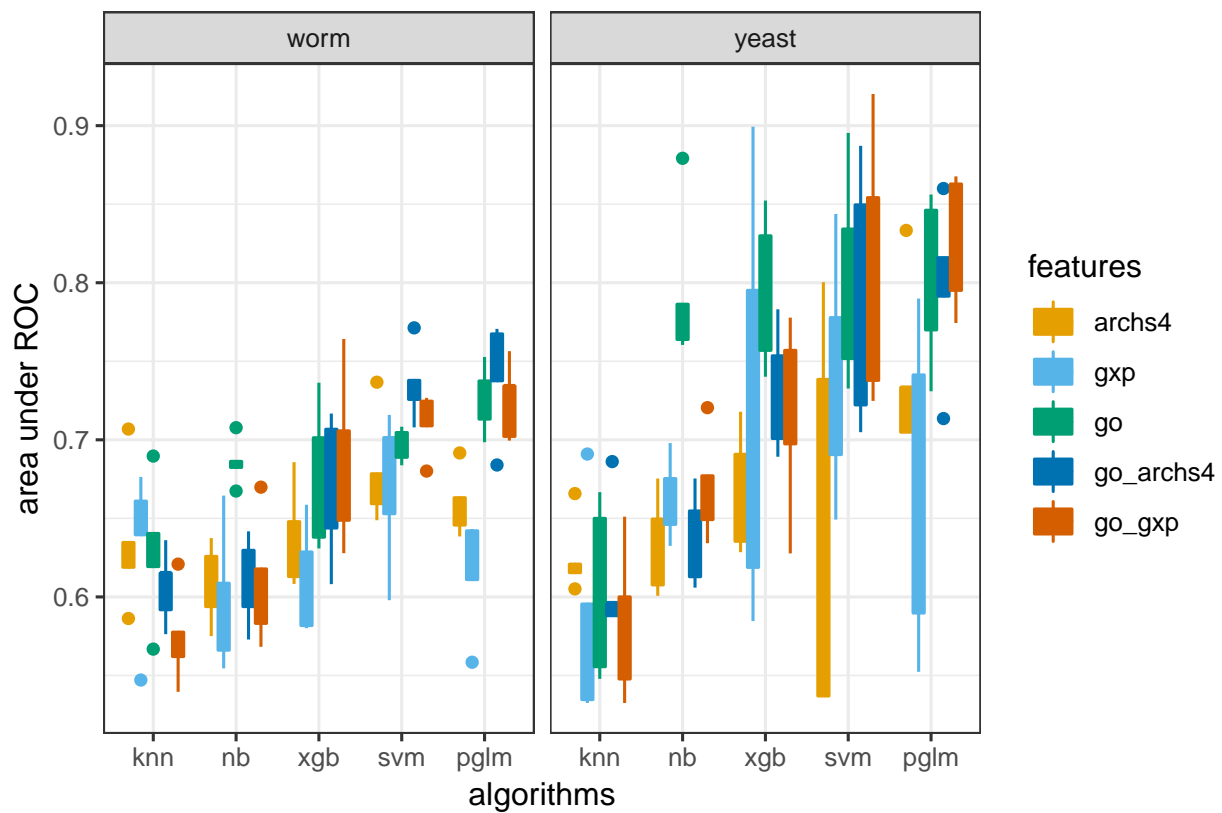 worm
yeast
0.9
0.8
0.7
0.6
area under ROC
knn nb xgb svm pglm
knn nb xgb svm pglm
algorithms
features
archs4
gxp
go
go_archs4
go_gxp